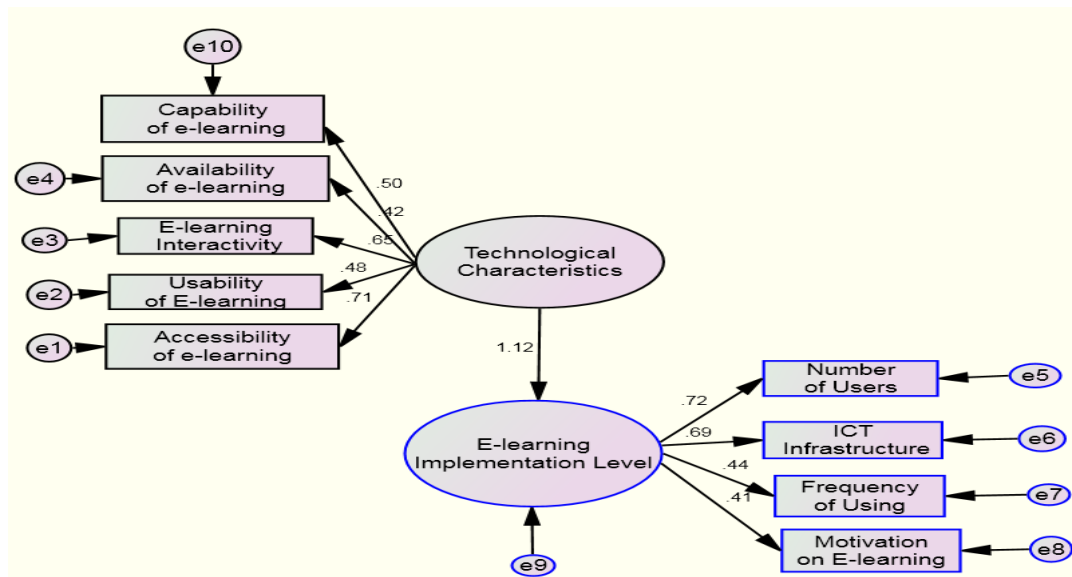 e10
Capability
of e-learning
e4
Availability
of e-learning
.50
.42
e3
E-learning
Interactivity
.65
Technological
Characteristics
e2
Usability
of E-learning
.48
.71
e1
Accessibility
of e-learning
1.12
Number
of Users
e5
.72
E-learning
Implementation Level
.69
ICT
Infrastructure
e6
.44
Frequency
of Using
e7
.41
Motivation
on E-learning
e8
e9